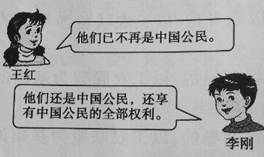 他们已不再是中国公民。
王红
他们还是中国公民，还享
有中国公民的全部权利。
李刚